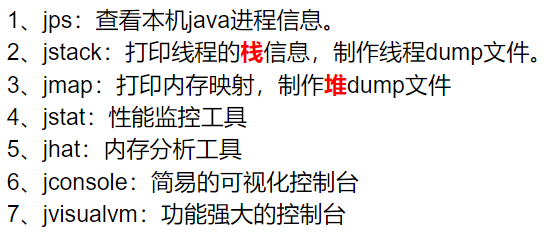 1、jps：查看本机java进程信息。
2、jstack：打印线程的栈信息，制作线程dump文件。
3、jmap：打印内存映射，制作堆dump文件
4、jstat：性能监控工具
5、jhat：内存分析工具
6、jconsole：简易的可视化控制台
7、jvisualvm：功能强大的控制台